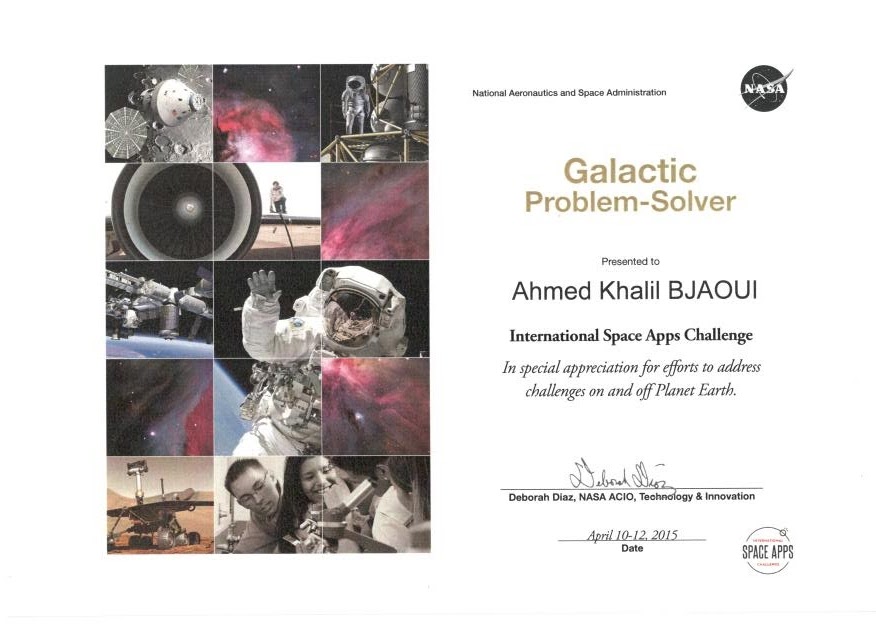 National Aeronautics and Space Administration
NASA
Galactic
Problem-Solver
Presented to
Ahmed Khalil BJAOUI
International Space Apps Challenge
In special appreciation for efforts to address
challenges on and off Planet Earth.
Deborah Diaz
Deborah Diaz, NASA ACIO, Technology & Innovation
April 10-12, 2015
Date
INTERNATIONAL
SPACE APPS
CHALLENGE